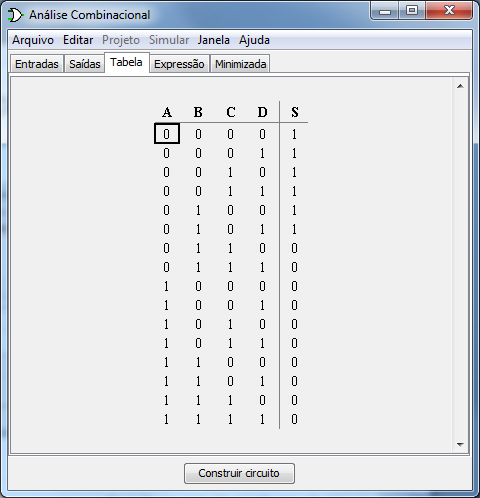 Análise Combinacional
Arquivo Editar Projeto Simular Janela Ajuda
Entradas Saídas Tabela Expressão Minimizada
A B C D S
0 0 0 0 1
0 0 0 1 1
0 0 1 0 1
0 0 1 1 1
0 1 0 0 1
0 1 0 1 1
0 1 1 0 0
0 1 1 1 0
1 0 0 0 0
1 0 0 1 0
1 0 1 0 0
1 0 1 1 0
1 1 0 0 0
1 1 0 1 0
1 1 1 0 0
1 1 1 1 0
Construir circuito